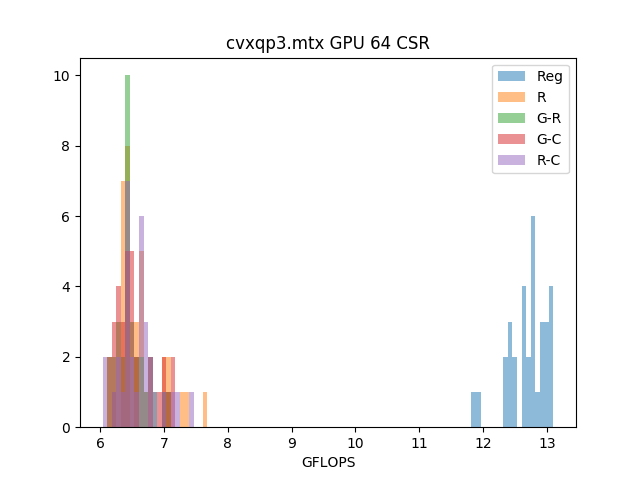 cvxqp3.mtx GPU 64 CSR
10
8
6
4
2
0
Reg
R
G-R
G-C
R-C
6 7 8 9 10 11 12 13
GFLOPS